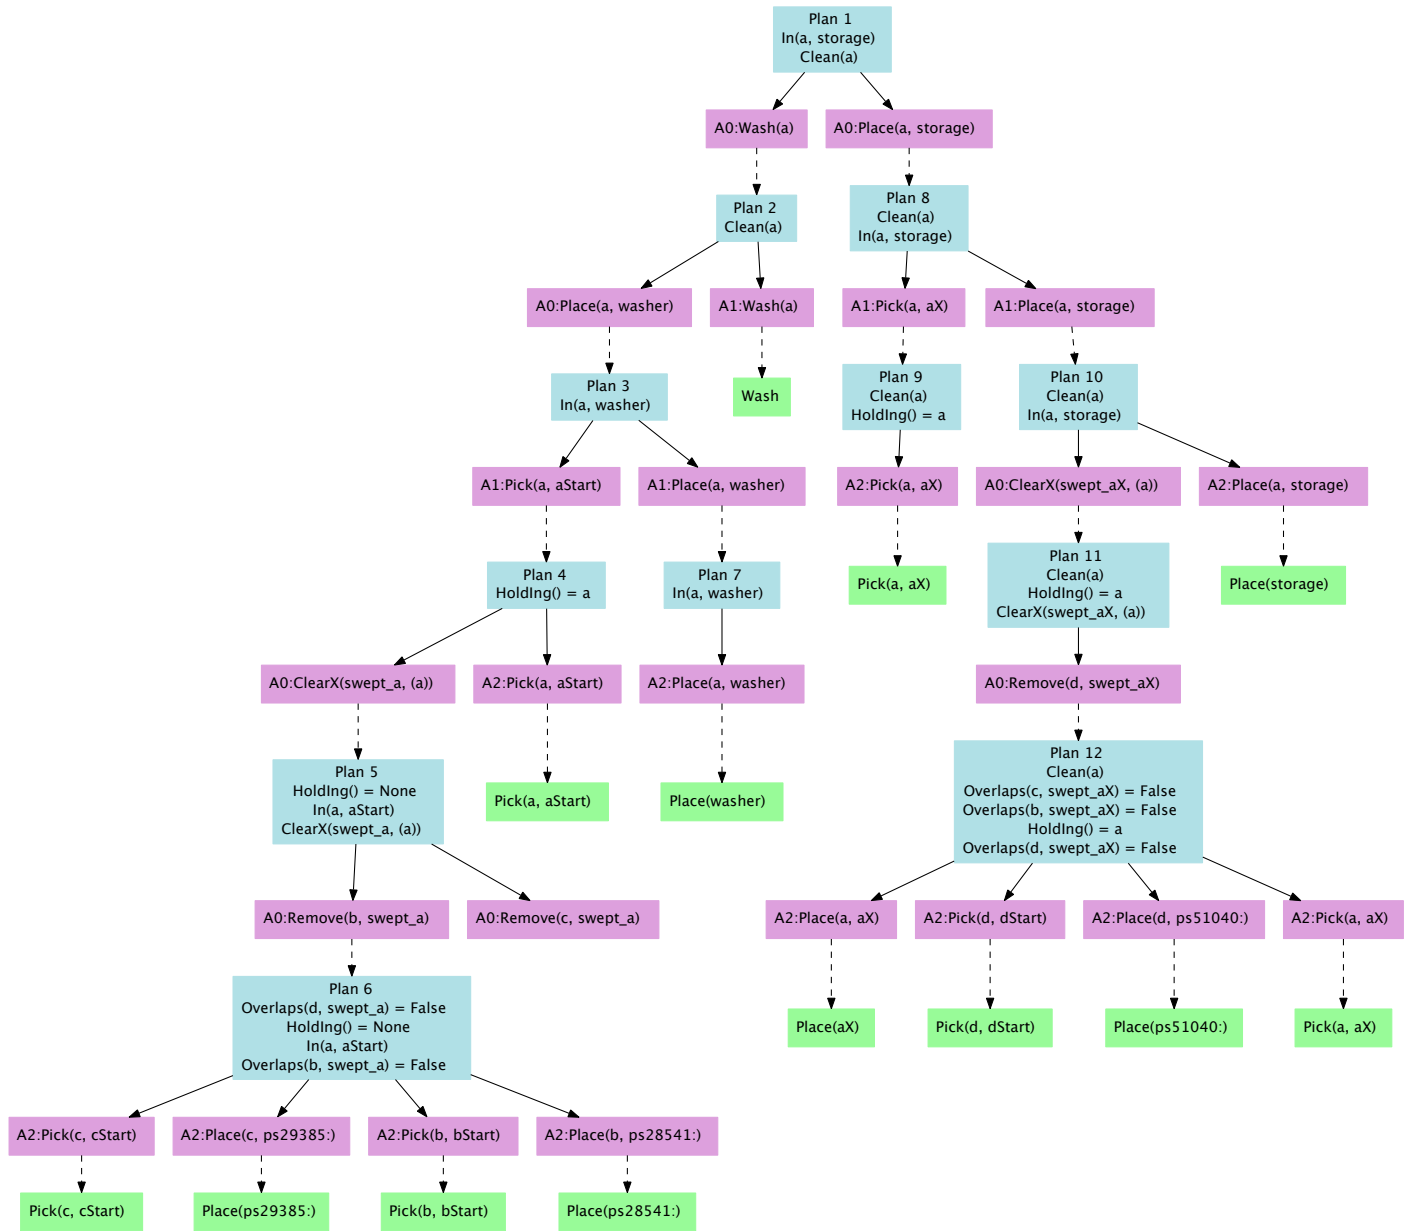 Plan 1
In(a, storage)
Clean(a)
A0:Wash(a)
A0:Place(a, storage)
Plan 2
Clean(a)
Plan 8
Clean(a)
In(a, storage)
A0:Place(a, washer)
A1:Wash(a)
A1:Pick(a, aX)
A1:Place(a, storage)
Plan 3
In(a, washer)
Wash
Plan 9
Clean(a)
HoldIng() = a
Plan 10
Clean(a)
In(a, storage)
A1:Pick(a, aStart)
A1:Place(a, washer)
A2:Pick(a, aX)
A0:ClearX(swept_aX, (a))
A2:Place(a, storage)
Plan 4
HoldIng() = a
Plan 7
In(a, washer)
Pick(a, aX)
Plan 11
Clean(a)
HoldIng() = a
ClearX(swept_aX, (a))
Place(storage)
A0:ClearX(swept_a, (a))
A2:Pick(a, aStart)
A2:Place(a, washer)
A0:Remove(d, swept_aX)
Plan 5
HoldIng() = None
In(a, aStart)
ClearX(swept_a, (a))
Pick(a, aStart)
Place(washer)
Plan 12
Clean(a)
Overlaps(c, swept_aX) = False
Overlaps(b, swept_aX) = False
HoldIng() = a
Overlaps(d, swept_aX) = False
A0:Remove(b, swept_a)
A0:Remove(c, swept_a)
A2:Place(a, aX)
A2:Pick(d, dStart)
A2:Place(d, ps51040:)
A2:Pick(a, aX)
Plan 6
Overlaps(d, swept_a) = False
HoldIng() = None
In(a, aStart)
Overlaps(b, swept_a) = False
Place(aX)
Pick(d, dStart)
Place(ps51040:)
Pick(a, aX)
A2:Pick(c, cStart)
A2:Place(c, ps29385:)
A2:Pick(b, bStart)
A2:Place(b, ps28541:)
Pick(c, cStart)
Place(ps29385:)
Pick(b, bStart)
Place(ps28541:)